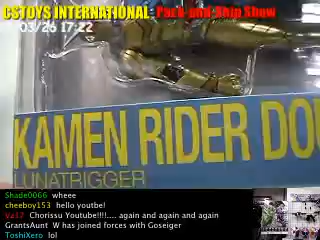 CSTOYS INTERNATIONAL: Pack and Ship Show
03/26 17:22
KAMEN RIDER DOU
LUNATRIGGER
Shade0066 wheee
cheeboy153 hello youtbe!
Va37 Chorissu Youtube!!!!.... again and again and again
GrantsAunt W has joined forces with Goseiger
ToshiXero lol